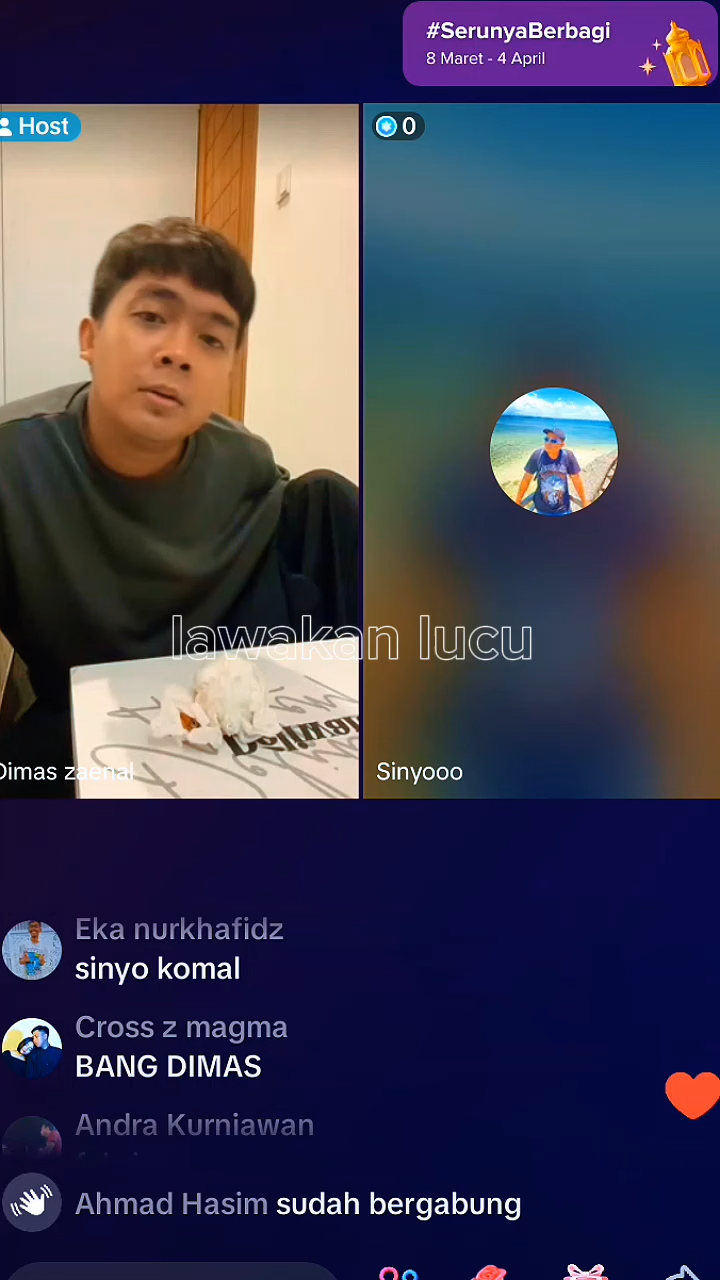 #SerunyaBerbagi
8 Maret - 4 April
Host
0
lawakan lucu
Dimas zaenal
Sinyooo
Eka nurkhafidz
sinyo komal
Cross z magma
BANG DIMAS
Andra Kurniawan
Ahmad Hasim sudah bergabung